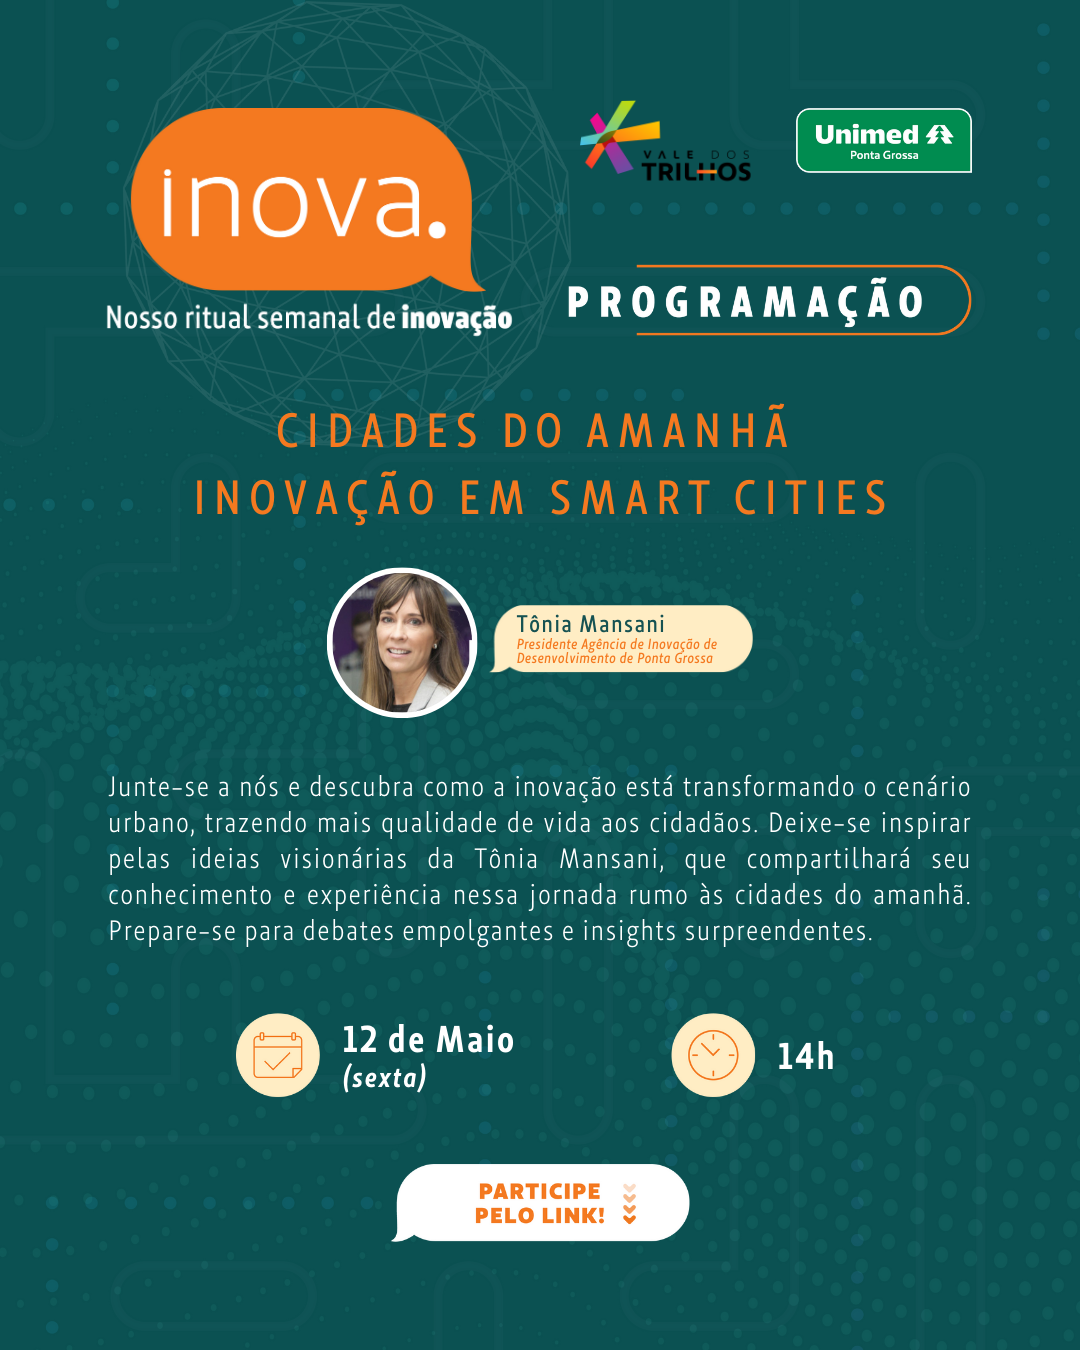 inova.
Nosso ritual semanal de inovação
VALE DOS
TRILHOS
Unimed
Ponta Grossa
PROGRAMAÇÃO
CIDADES DO AMANHÃ
INOVAÇÃO EM SMART CITIES
Tônia Mansani
Presidente Agência de Inovação de
Desenvolvimento de Ponta Grossa
Junte-se a nós e descubra como a inovação está transformando o cenário
urbano, trazendo mais qualidade de vida aos cidadãos. Deixe-se inspirar
pelas ideias visionárias da Tônia Mansani, que compartilhará seu
conhecimento e experiência nessa jornada rumo às cidades do amanhã.
Prepare-se para debates empolgantes e insights surpreendentes.
12 de Maio
(sexta)
14h
PARTICIPE
PELO LINK!